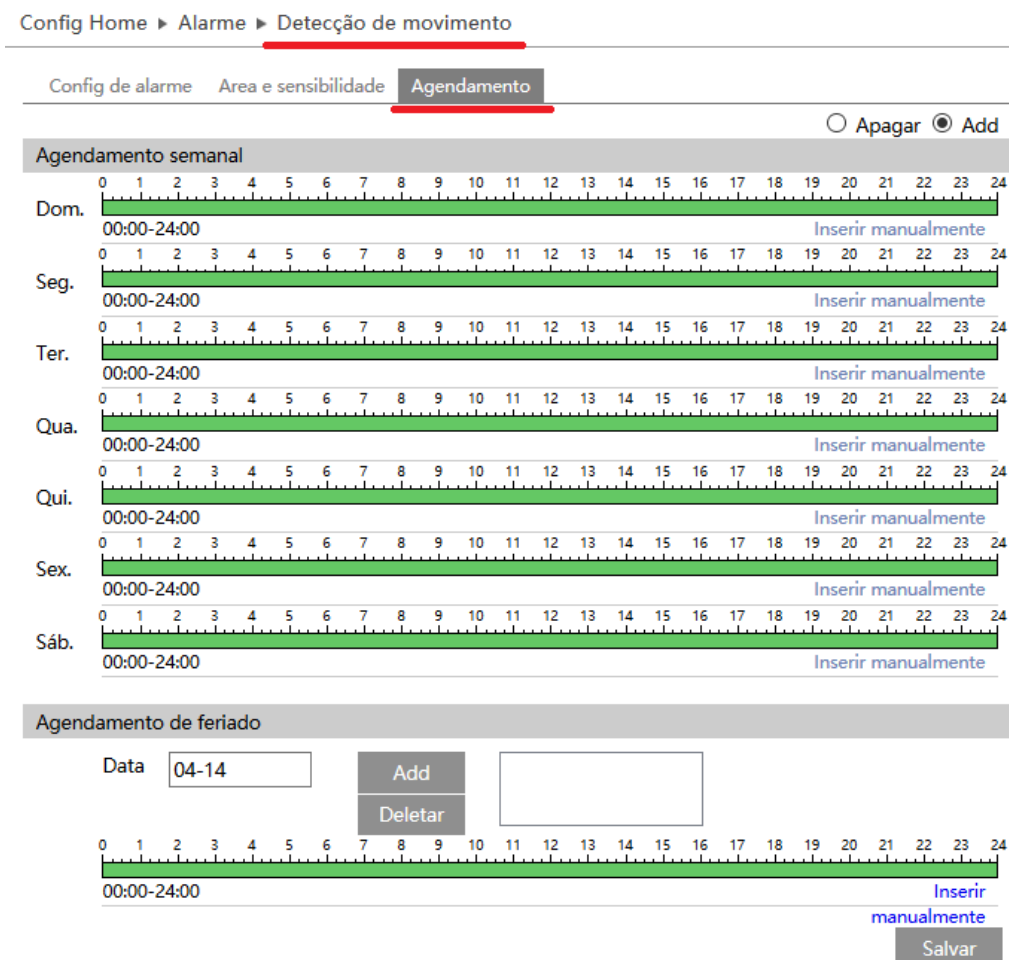 Config Home ▶ Alarme ▶ Detecção de movimento
Config de alarme Area e sensibilidade Agendamento
Apagar Add
Agendamento semanal
0 1 2 3 4 5 6 7 8 9 10 11 12 13 14 15 16 17 18 19 20 21 22 23 24
Dom.
00:00-24:00 Inserir manualmente
0 1 2 3 4 5 6 7 8 9 10 11 12 13 14 15 16 17 18 19 20 21 22 23 24
Seg.
00:00-24:00 Inserir manualmente
0 1 2 3 4 5 6 7 8 9 10 11 12 13 14 15 16 17 18 19 20 21 22 23 24
Ter.
00:00-24:00 Inserir manualmente
0 1 2 3 4 5 6 7 8 9 10 11 12 13 14 15 16 17 18 19 20 21 22 23 24
Qua.
00:00-24:00 Inserir manualmente
0 1 2 3 4 5 6 7 8 9 10 11 12 13 14 15 16 17 18 19 20 21 22 23 24
Qui.
00:00-24:00 Inserir manualmente
0 1 2 3 4 5 6 7 8 9 10 11 12 13 14 15 16 17 18 19 20 21 22 23 24
Sex.
00:00-24:00 Inserir manualmente
0 1 2 3 4 5 6 7 8 9 10 11 12 13 14 15 16 17 18 19 20 21 22 23 24
Sáb.
00:00-24:00 Inserir manualmente
Agendamento de feriado
Data 04-14 Add
Deletar
0 1 2 3 4 5 6 7 8 9 10 11 12 13 14 15 16 17 18 19 20 21 22 23 24
00:00-24:00 Inserir
manualmente
Salvar